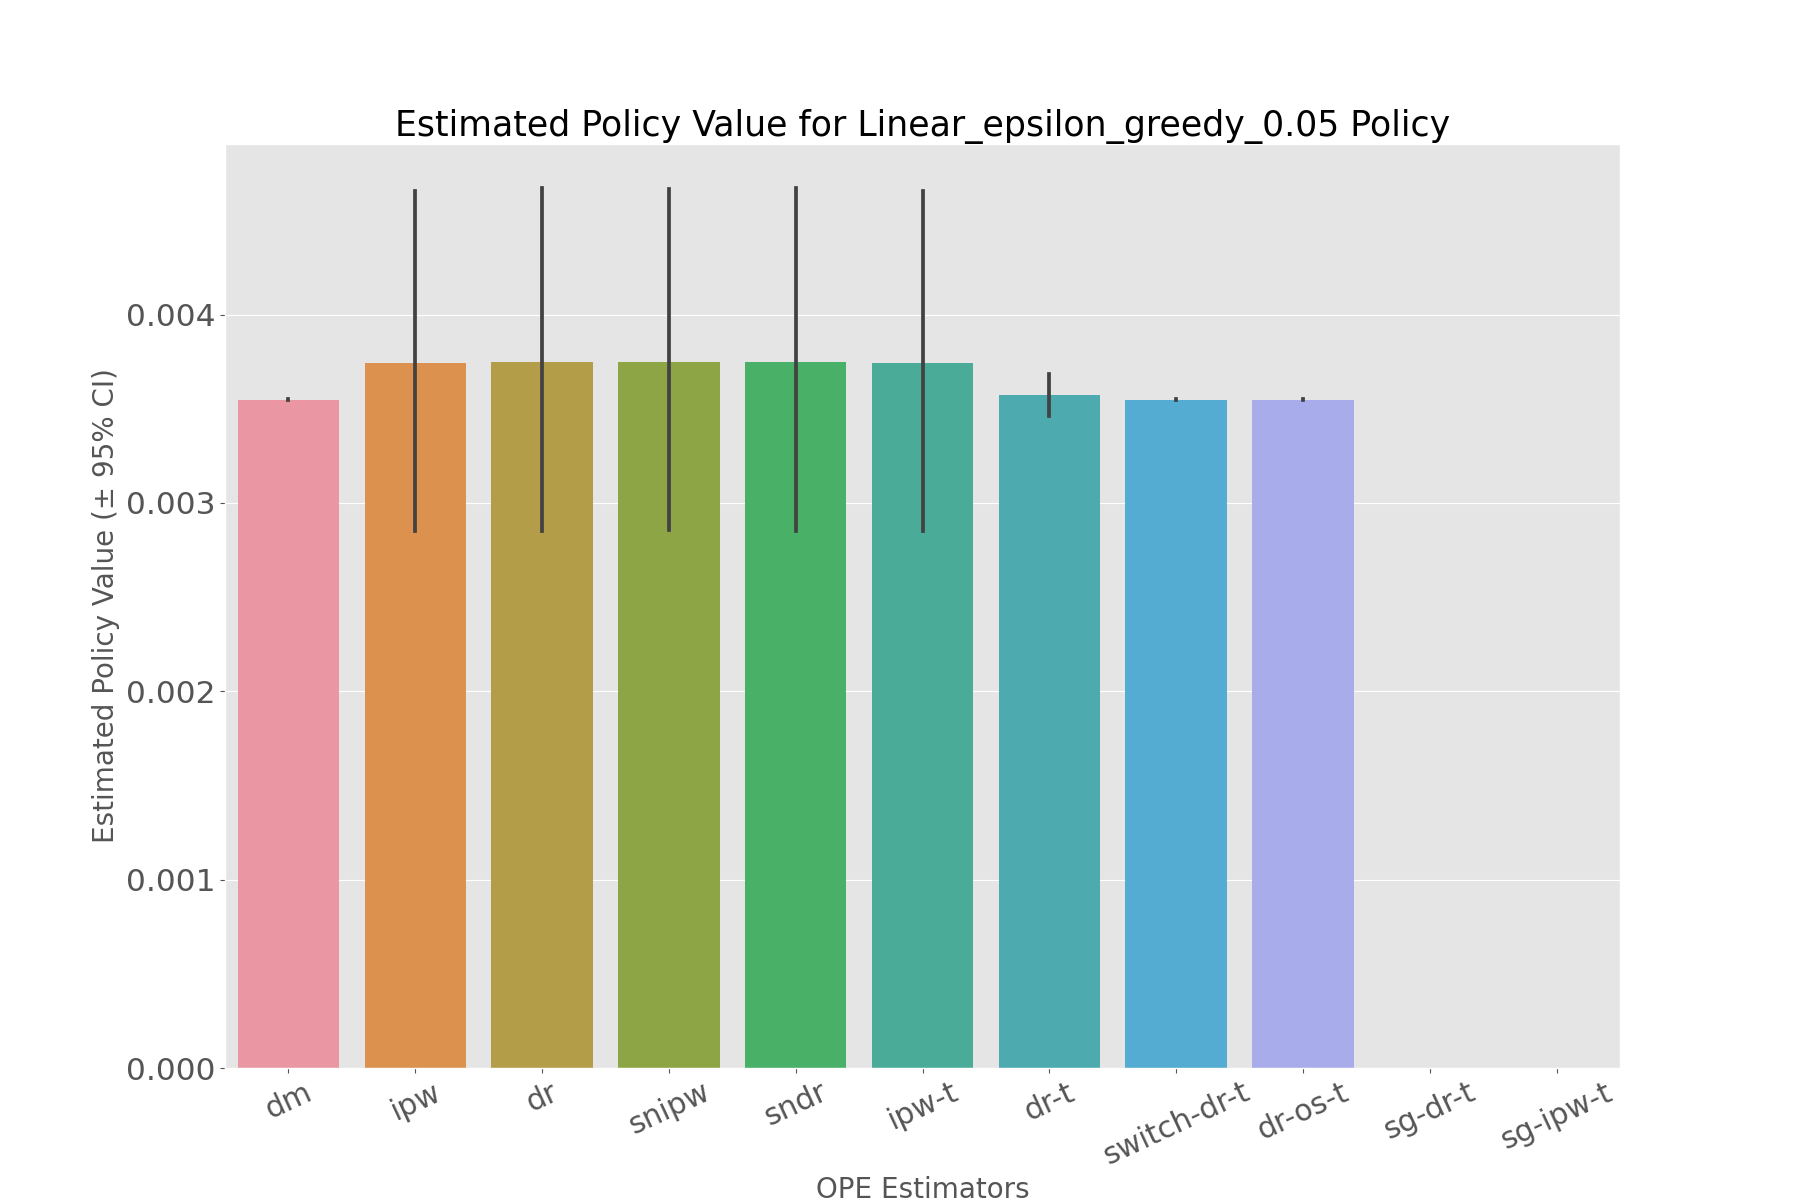 Estimated Policy Value for Linear_epsilon_greedy_0.05 Policy
Estimated Policy Value (± 95% CI)
0.004
0.003
0.002
0.001
0.000
dm
ipw
dr
snipw
sndr
ipw-t
dr-t
switch-dr-t
dr-os-t
sg-dr-t
sg-ipw-t
OPE Estimators